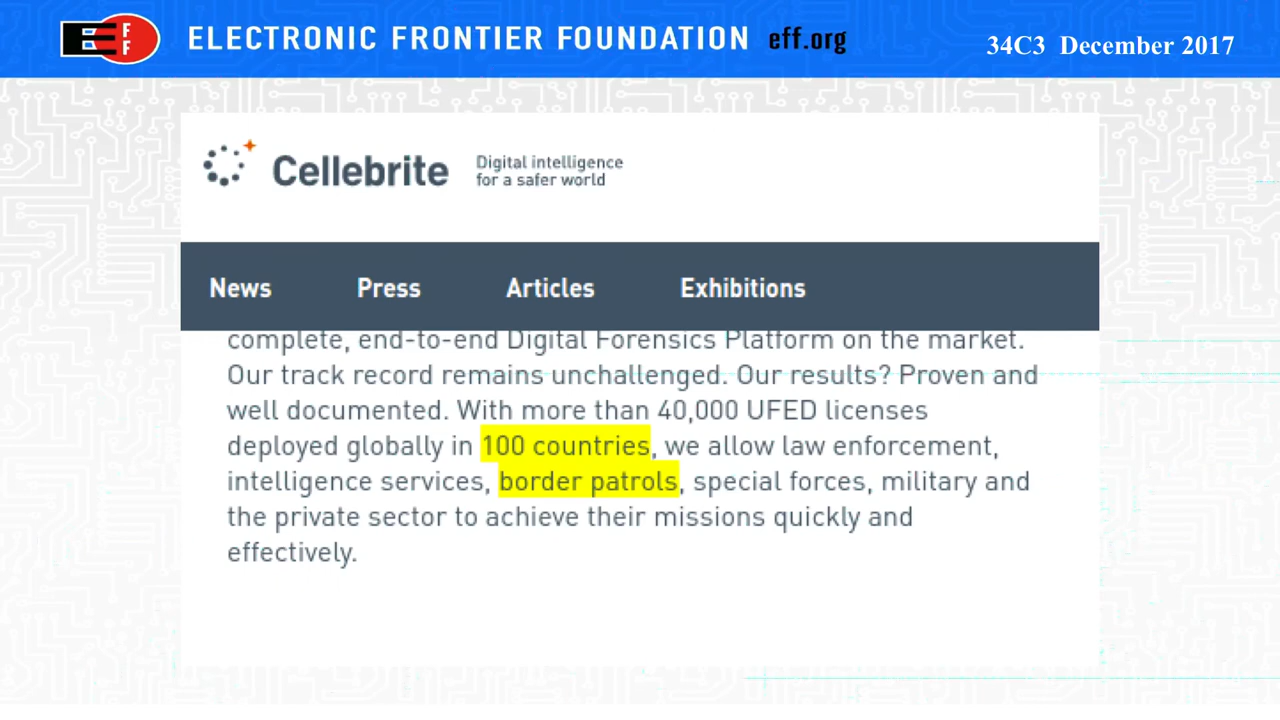 EFF
ELECTRONIC FRONTIER FOUNDATION eff.org
34C3 December 2017
Cellebrite
Digital intelligence
for a safer world
News Press Articles Exhibitions
complete, end-to-end Digital Forensics Platform on the market.
Our track record remains unchallenged. Our results? Proven and
well documented. With more than 40,000 UFED licenses
deployed globally in 100 countries, we allow law enforcement,
intelligence services, border patrols, special forces, military and
the private sector to achieve their missions quickly and
effectively.